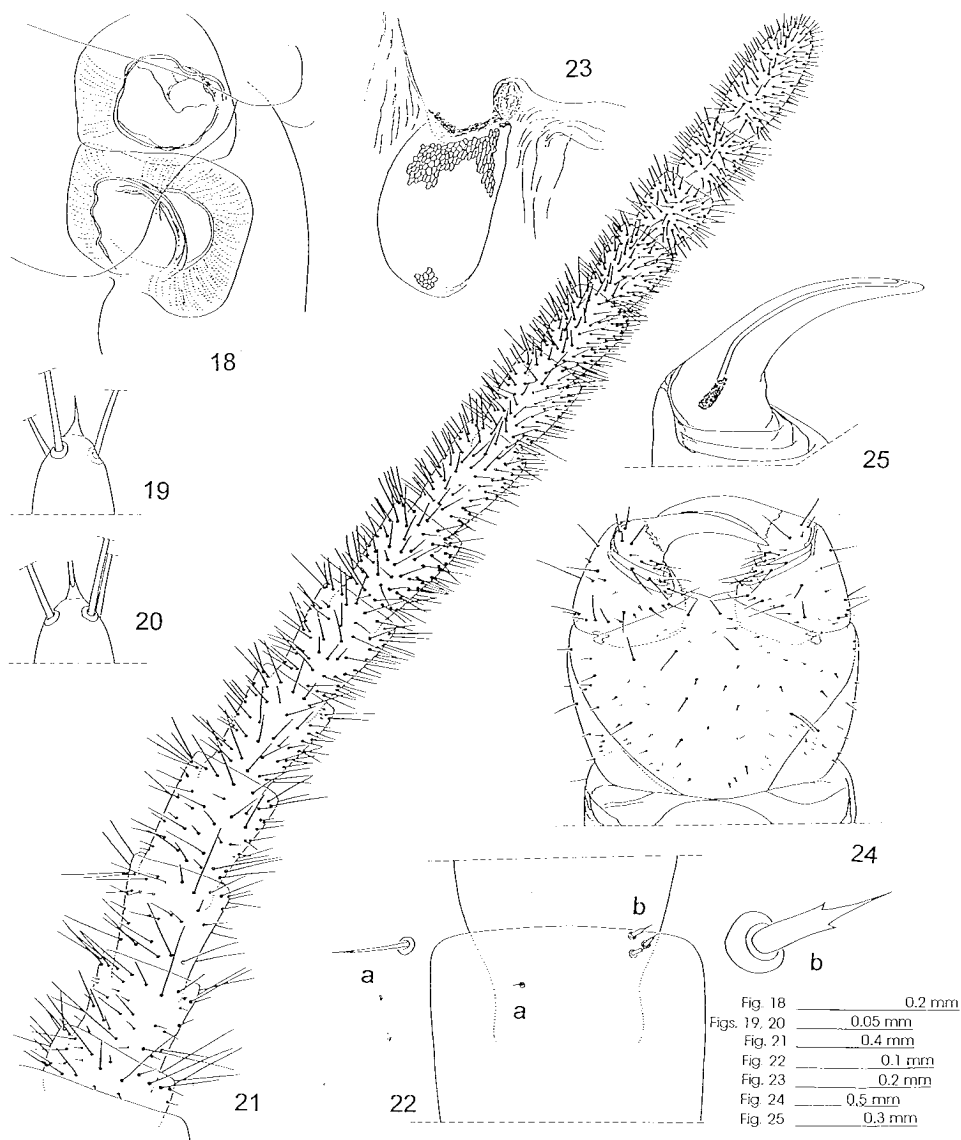 23
18
19
25
20
24
b
a
b
a
21
22
Fig. 18 0.2 mm
Figs. 19, 20 0.05 mm
Fig. 21 0.4 mm
Fig. 22 0.1 mm
Fig. 23 0.2 mm
Fig. 24 0.5 mm
Fig. 25 0.3 mm